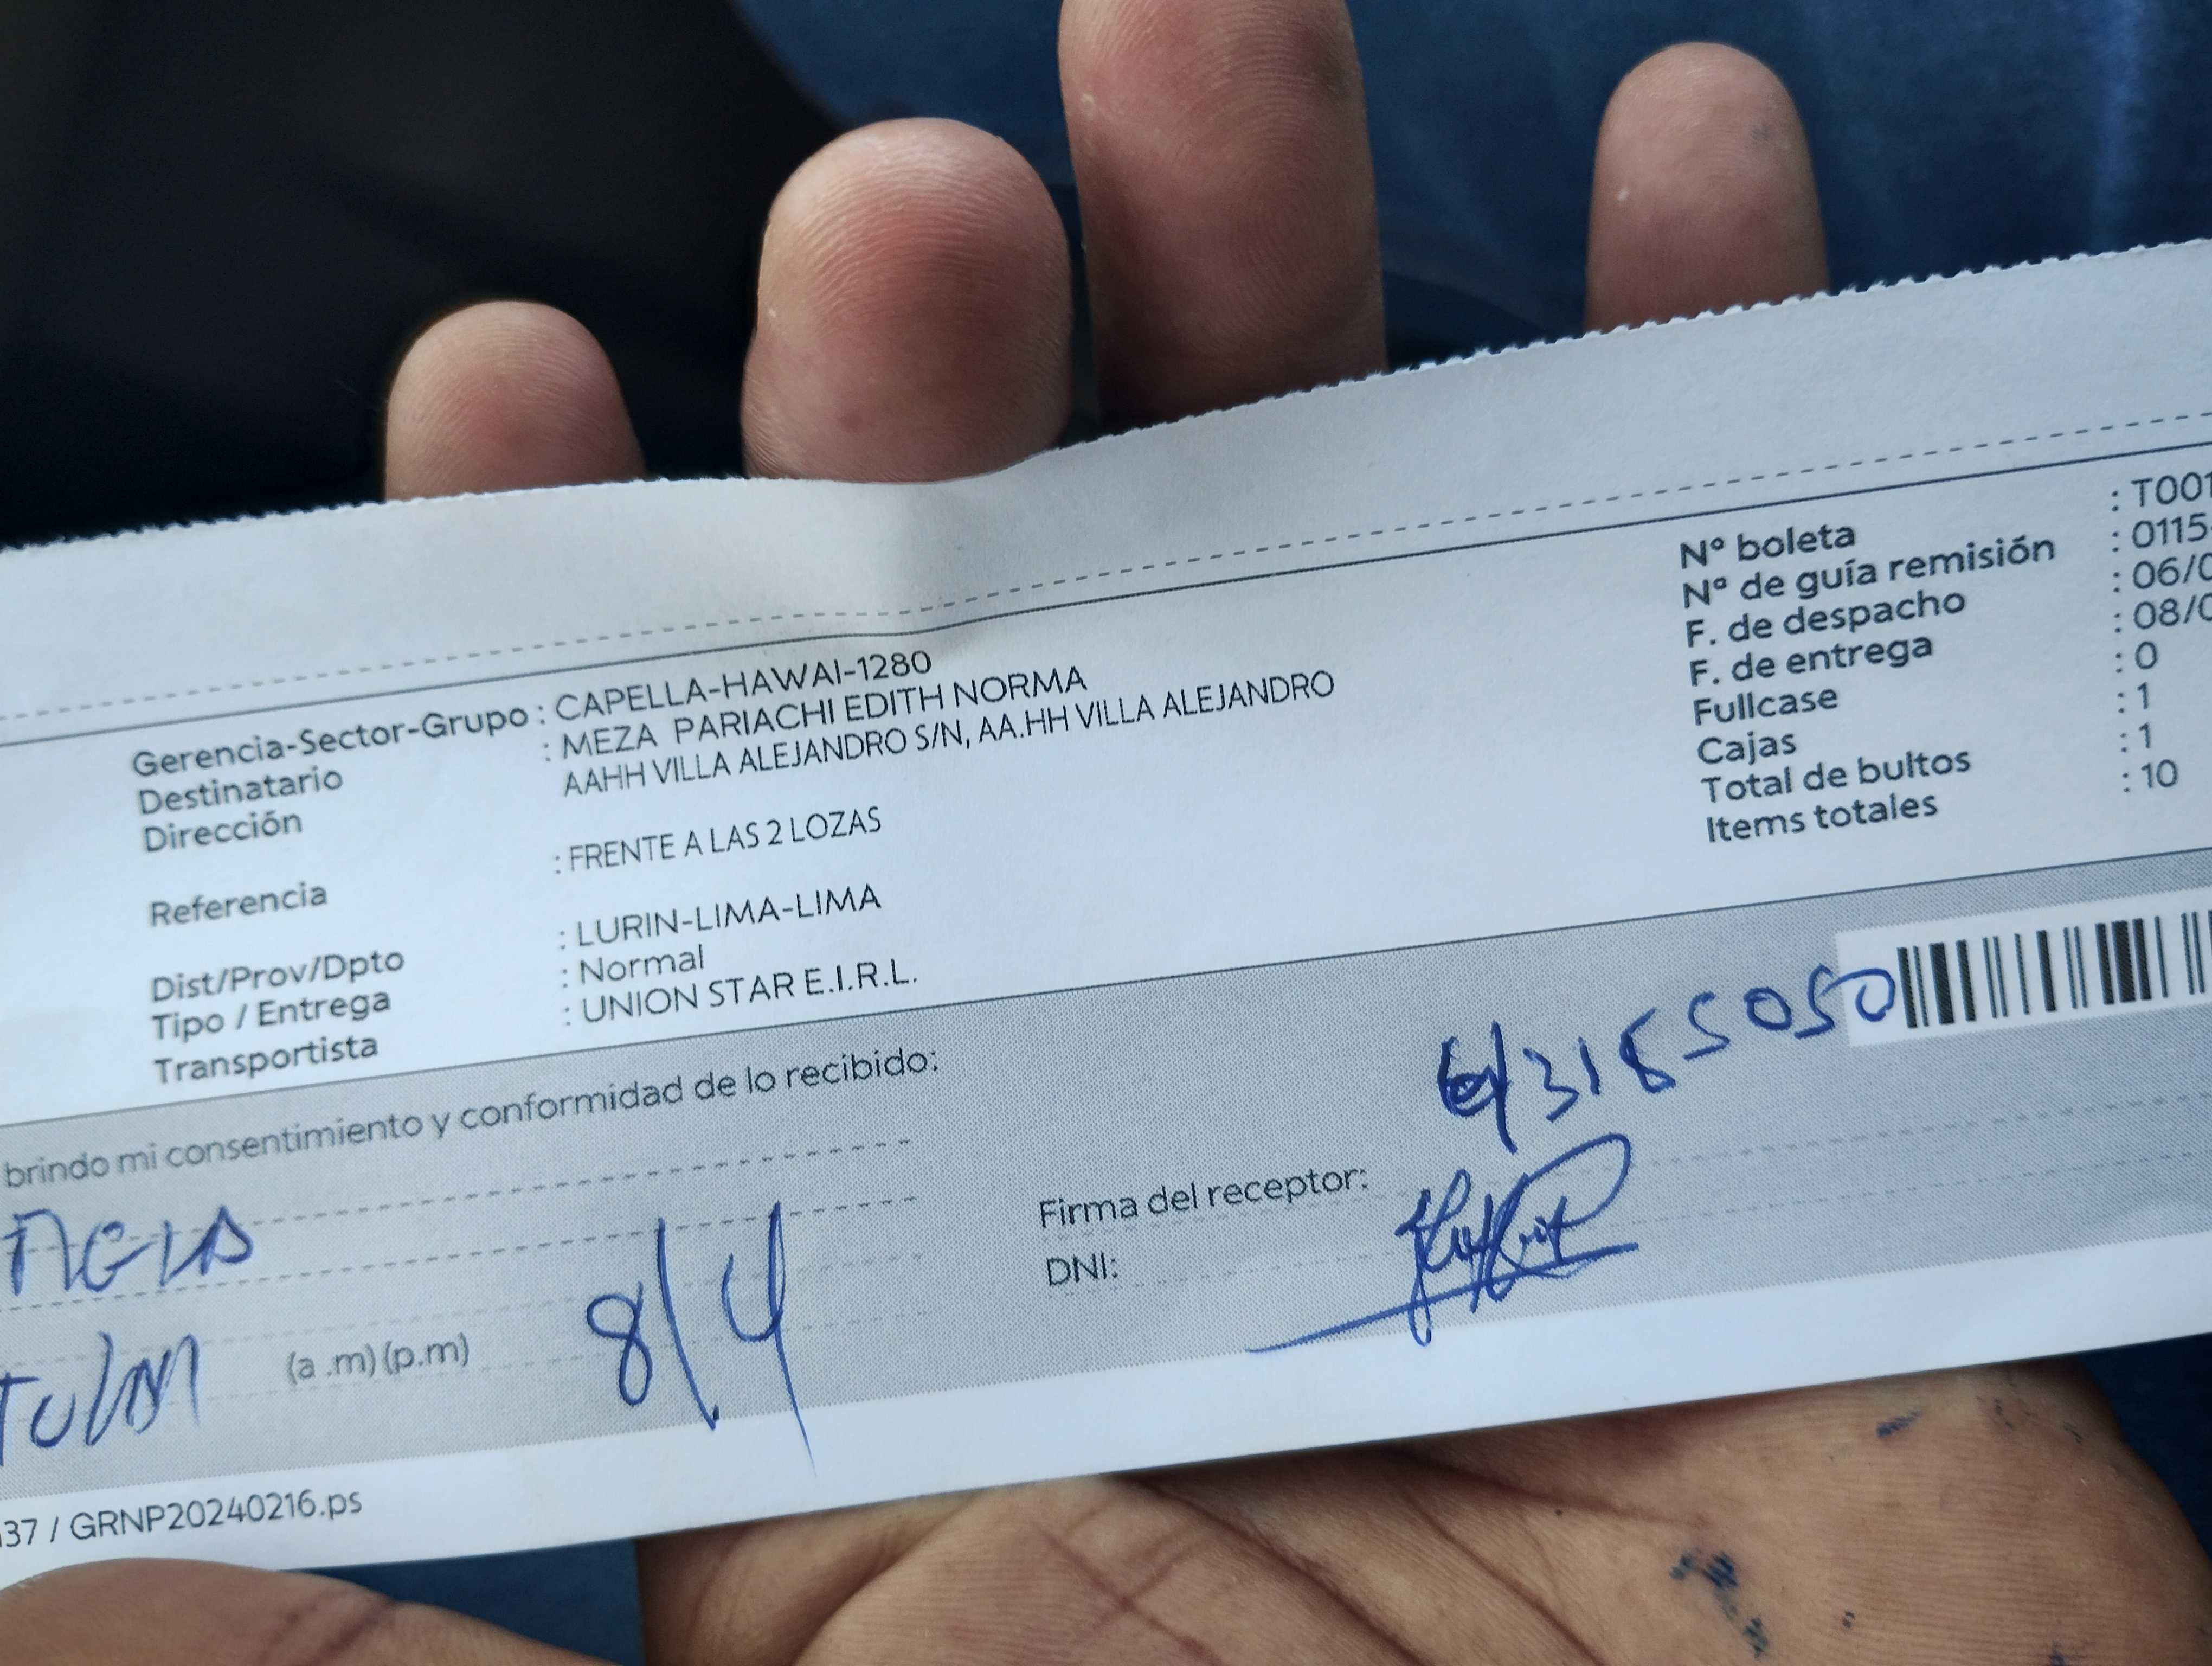 Gerencia-Sector-Grupo : CAPELLA-HAWAI-1280
Destinatario : MEZA PARIACHI EDITH NORMA
Dirección AAHH VILLA ALEJANDRO S/N, AA.HH VILLA ALEJANDRO
Referencia : FRENTE A LAS 2 LOZAS
Dist/Prov/Dpto : LURIN-LIMA-LIMA
Tipo / Entrega : Normal
Transportista : UNION STAR E.I.R.L.
Nº boleta : T001
Nº de guía remisión : 0115
F. de despacho : 06/0
F. de entrega : 08/0
Fullcase : 0
Cajas : 1
Total de bultos : 1
Items totales : 10
brindo mi consentimiento y conformidad de lo recibido:
Firma del receptor:
DNI:
(a .m) (p.m) 8/4
37 / GRNP20240216.ps